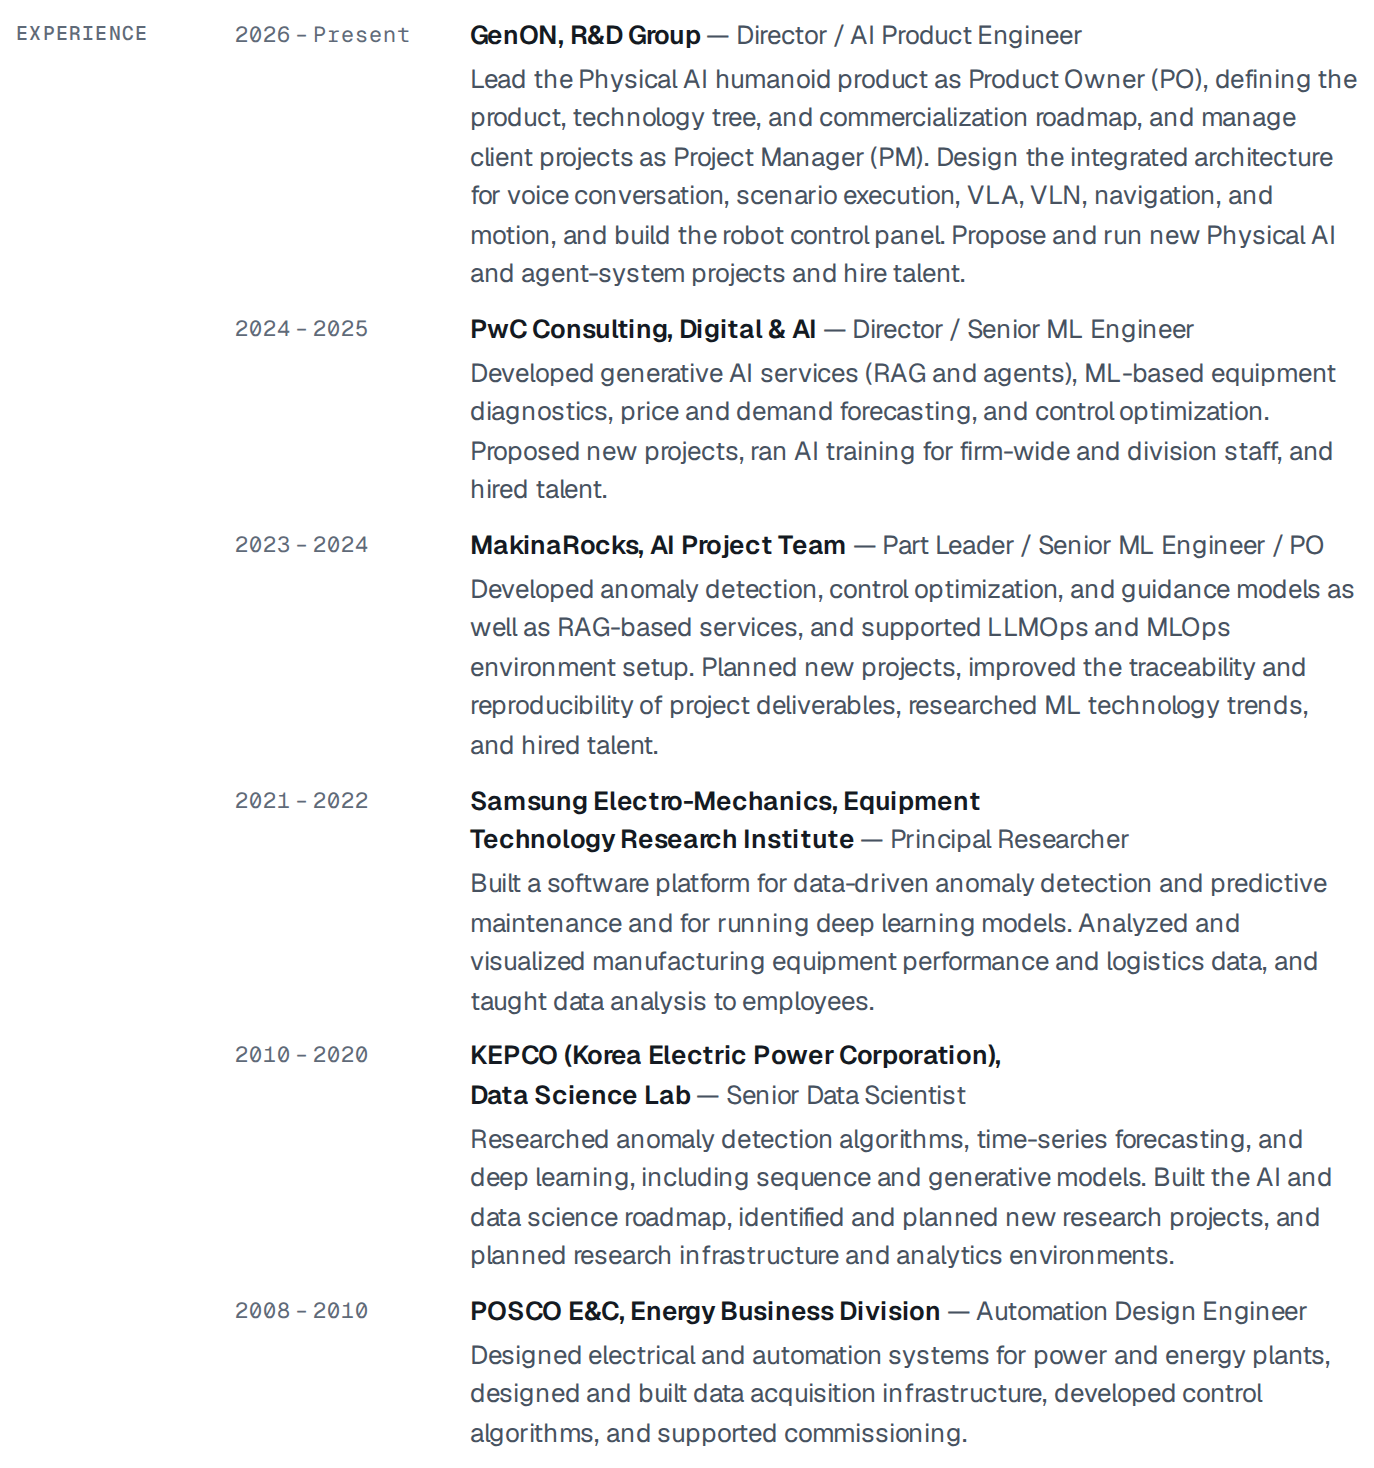 EXPERIENCE
2026 – Present
GenON, R&D Group — Director / AI Product Engineer
Lead the Physical AI humanoid product as Product Owner (PO), defining the
product, technology tree, and commercialization roadmap, and manage
client projects as Project Manager (PM). Design the integrated architecture
for voice conversation, scenario execution, VLA, VLN, navigation, and
motion, and build the robot control panel. Propose and run new Physical AI
and agent-system projects and hire talent.
2024 – 2025
PwC Consulting, Digital & AI — Director / Senior ML Engineer
Developed generative AI services (RAG and agents), ML-based equipment
diagnostics, price and demand forecasting, and control optimization.
Proposed new projects, ran AI training for firm-wide and division staff, and
hired talent.
2023 – 2024
MakinaRocks, AI Project Team — Part Leader / Senior ML Engineer / PO
Developed anomaly detection, control optimization, and guidance models as
well as RAG-based services, and supported LLMOps and MLOps
environment setup. Planned new projects, improved the traceability and
reproducibility of project deliverables, researched ML technology trends,
and hired talent.
2021 – 2022
Samsung Electro-Mechanics, Equipment
Technology Research Institute — Principal Researcher
Built a software platform for data-driven anomaly detection and predictive
maintenance and for running deep learning models. Analyzed and
visualized manufacturing equipment performance and logistics data, and
taught data analysis to employees.
2010 – 2020
KEPCO (Korea Electric Power Corporation),
Data Science Lab — Senior Data Scientist
Researched anomaly detection algorithms, time-series forecasting, and
deep learning, including sequence and generative models. Built the AI and
data science roadmap, identified and planned new research projects, and
planned research infrastructure and analytics environments.
2008 – 2010
POSCO E&C, Energy Business Division — Automation Design Engineer
Designed electrical and automation systems for power and energy plants,
designed and built data acquisition infrastructure, developed control
algorithms, and supported commissioning.